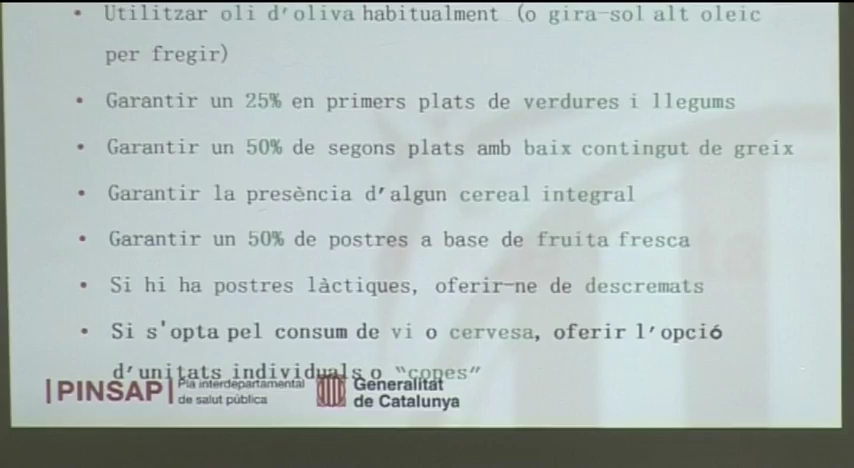 • Utilitzar oli d'oliva habitualment (o gira-sol alt oleic
per fregir)
• Garantir un 25% en primers plats de verdures i llegums
• Garantir un 50% de segons plats amb baix contingut de greix
• Garantir la presència d'algun cereal integral
• Garantir un 50% de postres a base de fruita fresca
• Si hi ha postres làctiques, oferir-ne de descremats
• Si s'opta pel consum de vi o cervesa, oferir l'opció
d'unitats individuals o "copes"
PINSAP Pla interdepartamental
de salut pública
Generalitat
de Catalunya